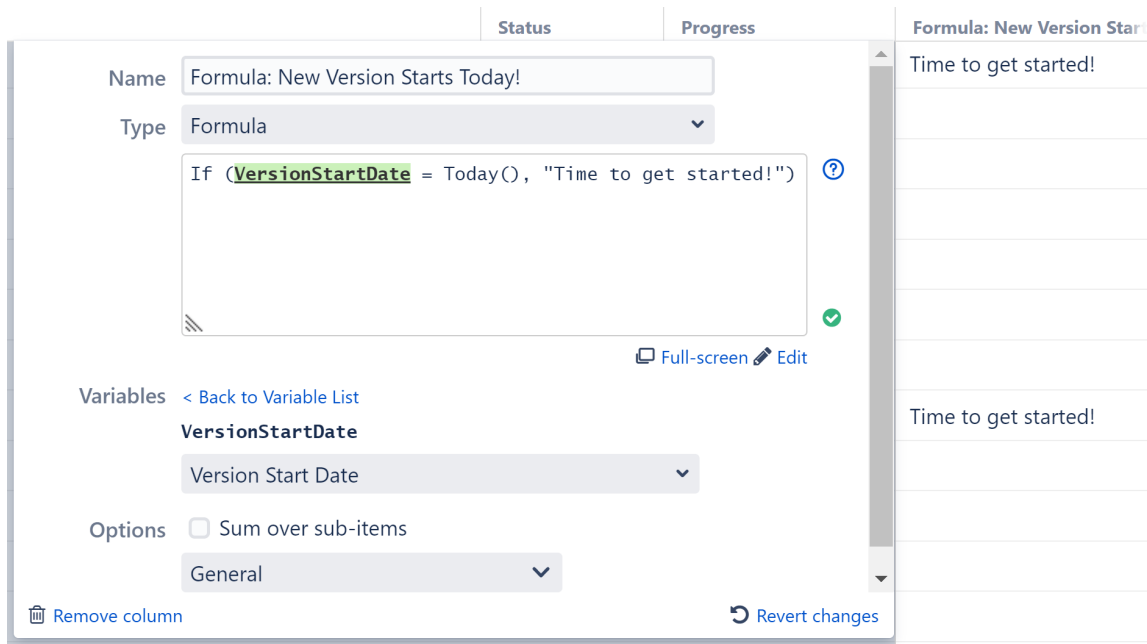 Status Progress Formula: New Version Star
Time to get started!
Name Formula: New Version Starts Today!
Type Formula
If (VersionStartDate = Today(), "Time to get started!")
Full-screen Edit
Variables < Back to Variable List
Time to get started!
VersionStartDate
Version Start Date
Options Sum over sub-items
General
Remove column Revert changes